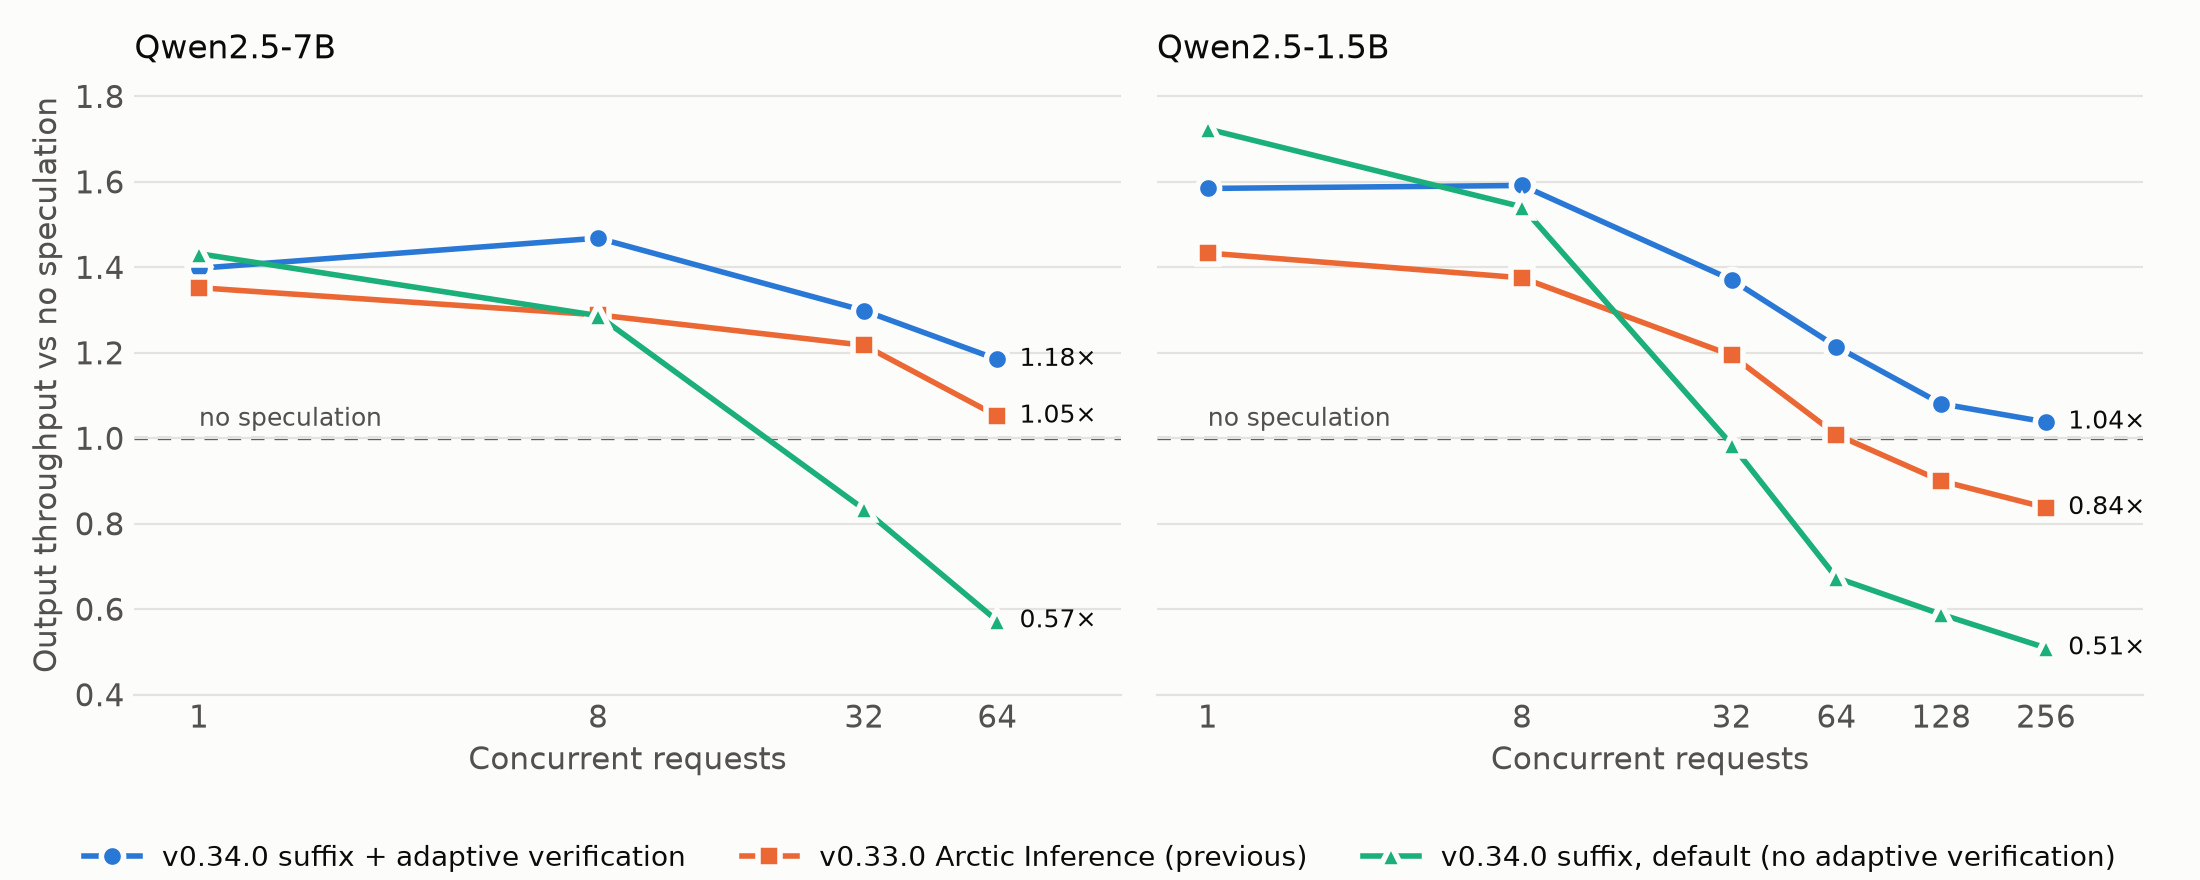 Qwen2.5-7B
Qwen2.5-1.5B
Output throughput vs no speculation
1.8
1.6
1.4
1.2
1.0
0.8
0.6
0.4
no speculation
1.18×
1.05×
0.57×
1 8 32 64
Concurrent requests
no speculation
1.04×
0.84×
0.51×
1 8 32 64 128 256
Concurrent requests
v0.34.0 suffix + adaptive verification
v0.33.0 Arctic Inference (previous)
v0.34.0 suffix, default (no adaptive verification)